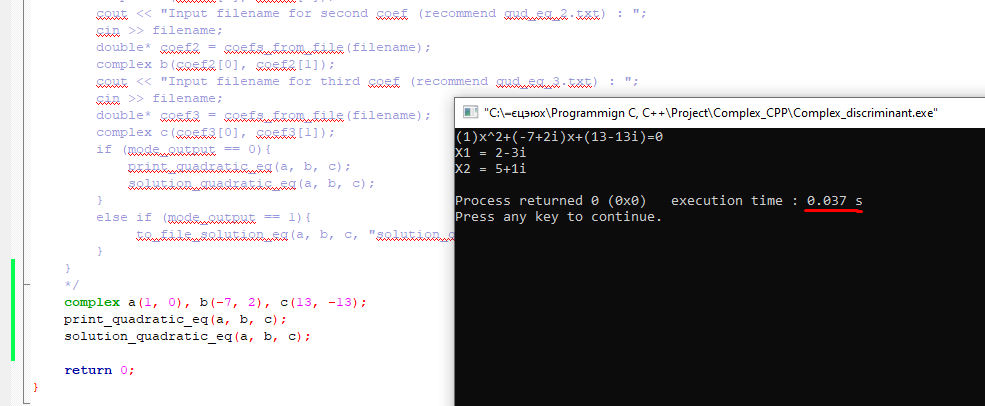 cout << "Input filename for second coef (recommend qud_eq_2.txt) : ";
cin >> filename;
double* coef2 = coefs_from_file(filename);
complex b(coef2[0], coef2[1]);
cout << "Input filename for third coef (recommend qud_eq_3.txt) : ";
cin >> filename;
double* coef3 = coefs_from_file(filename);
complex c(coef3[0], coef3[1]);
if (mode_output == 0){
print_quadratic_eq(a, b, c);
solution_quadratic_eq(a, b, c);
}
else if (mode_output == 1){
to_file_solution_eq(a, b, c, "solution_
}
}
*/
complex a(1, 0), b(-7, 2), c(13, -13);
print_quadratic_eq(a, b, c);
solution_quadratic_eq(a, b, c);
return 0;
}
"C:\=єцэюх\Programmign C, C++\Project\Complex_CPP\Complex_discriminant.exe"
(1)x^2+(-7+2i)x+(13-13i)=0
X1 = 2-3i
X2 = 5+1i
Process returned 0 (0x0) execution time : 0.037 s
Press any key to continue.